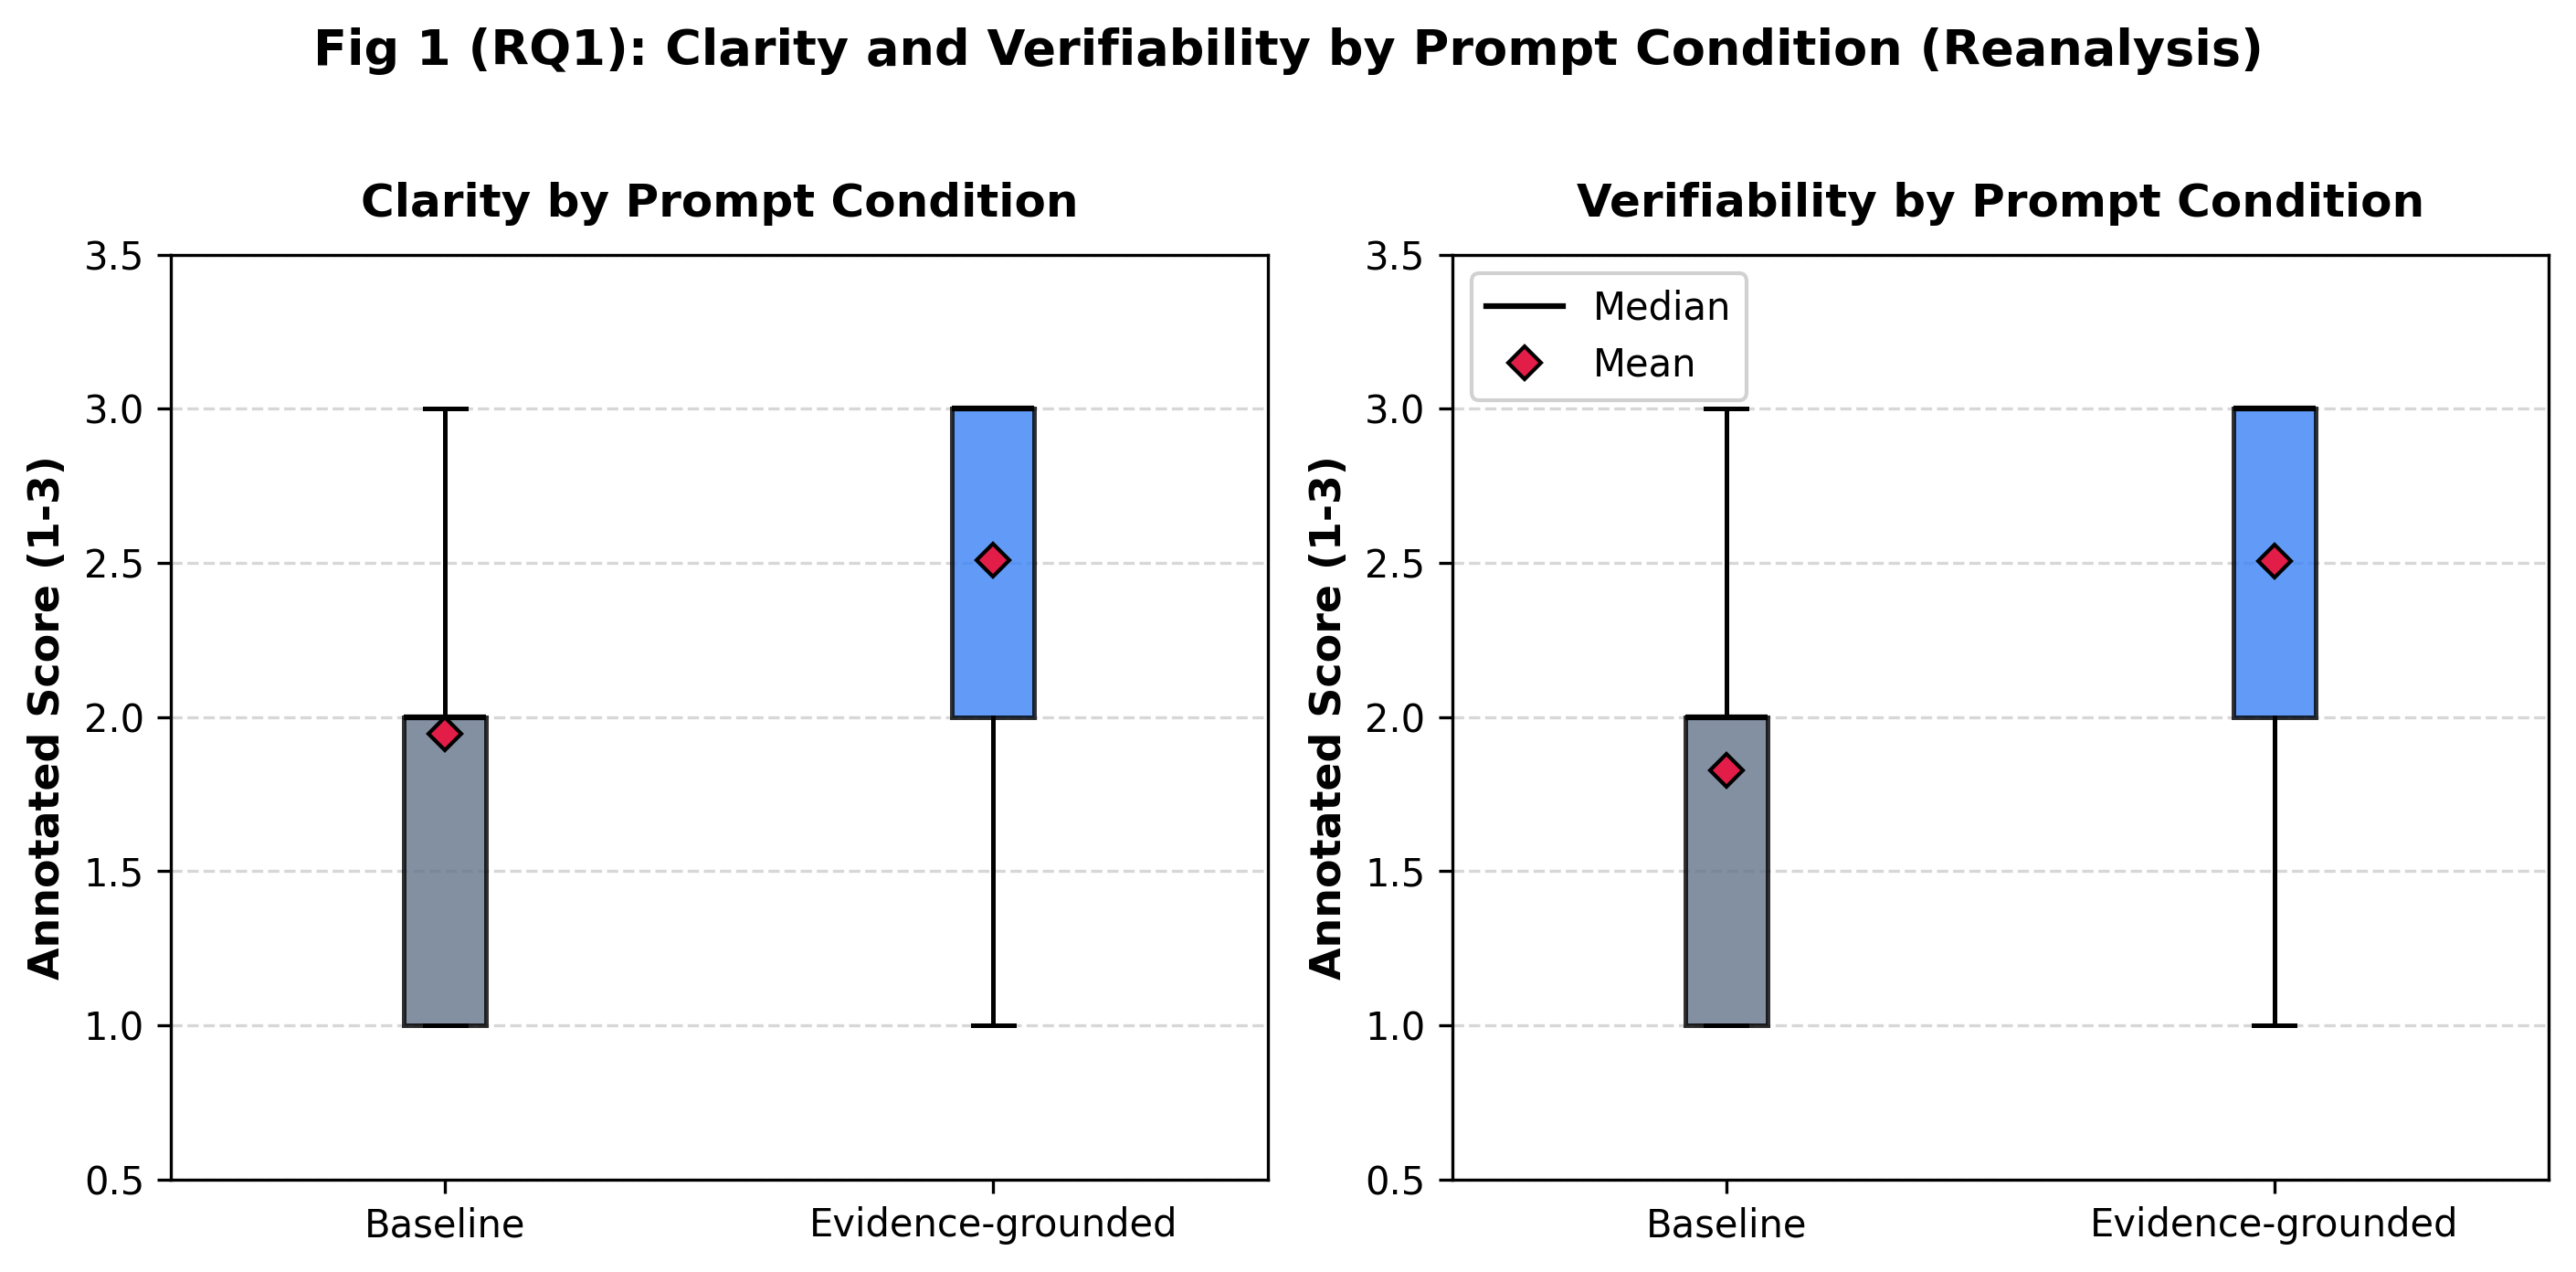 Fig 1 (RQ1): Clarity and Verifiability by Prompt Condition (Reanalysis)
Clarity by Prompt Condition
Annotated Score (1-3)
3.5
3.0
2.5
2.0
1.5
1.0
0.5
Baseline
Evidence-grounded
Verifiability by Prompt Condition
Annotated Score (1-3)
3.5
3.0
2.5
2.0
1.5
1.0
0.5
Median
Mean
Baseline
Evidence-grounded